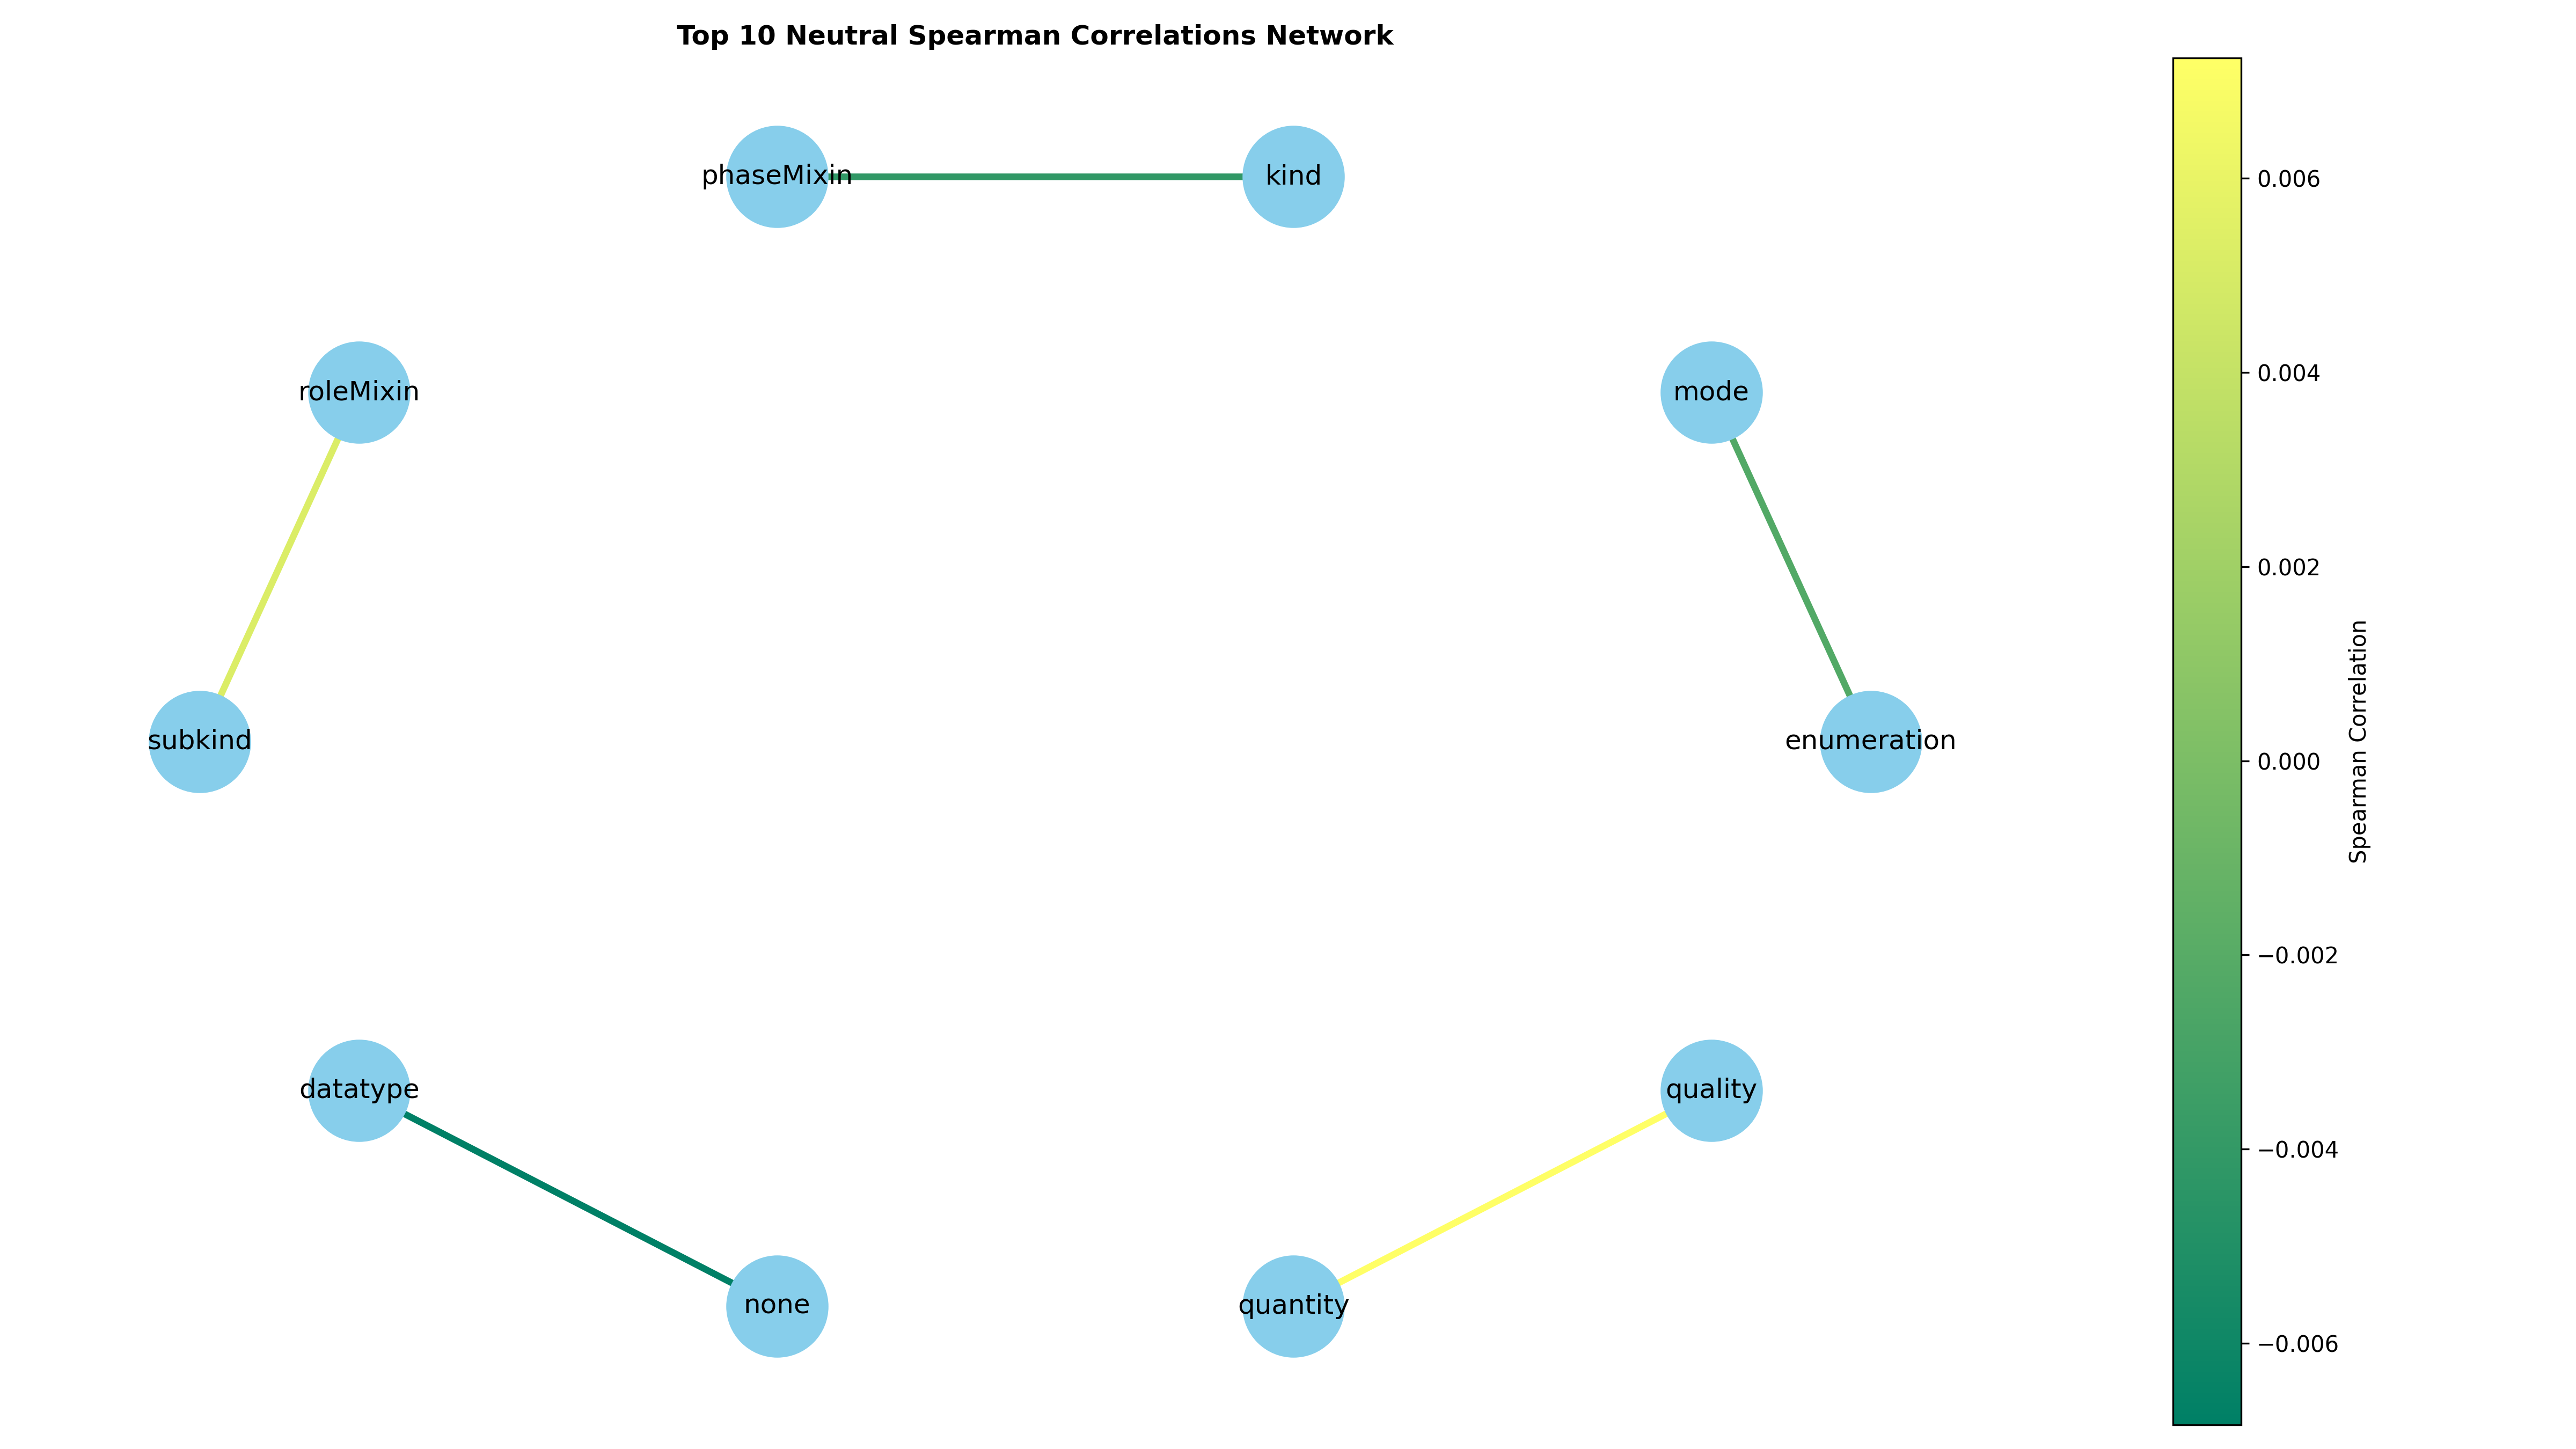 Top 10 Neutral Spearman Correlations Network
phaseMixin
kind
roleMixin
mode
subkind
enumeration
datatype
quality
none
quantity
0.006
0.004
0.002
0.000
−0.002
−0.004
−0.006
Spearman Correlation